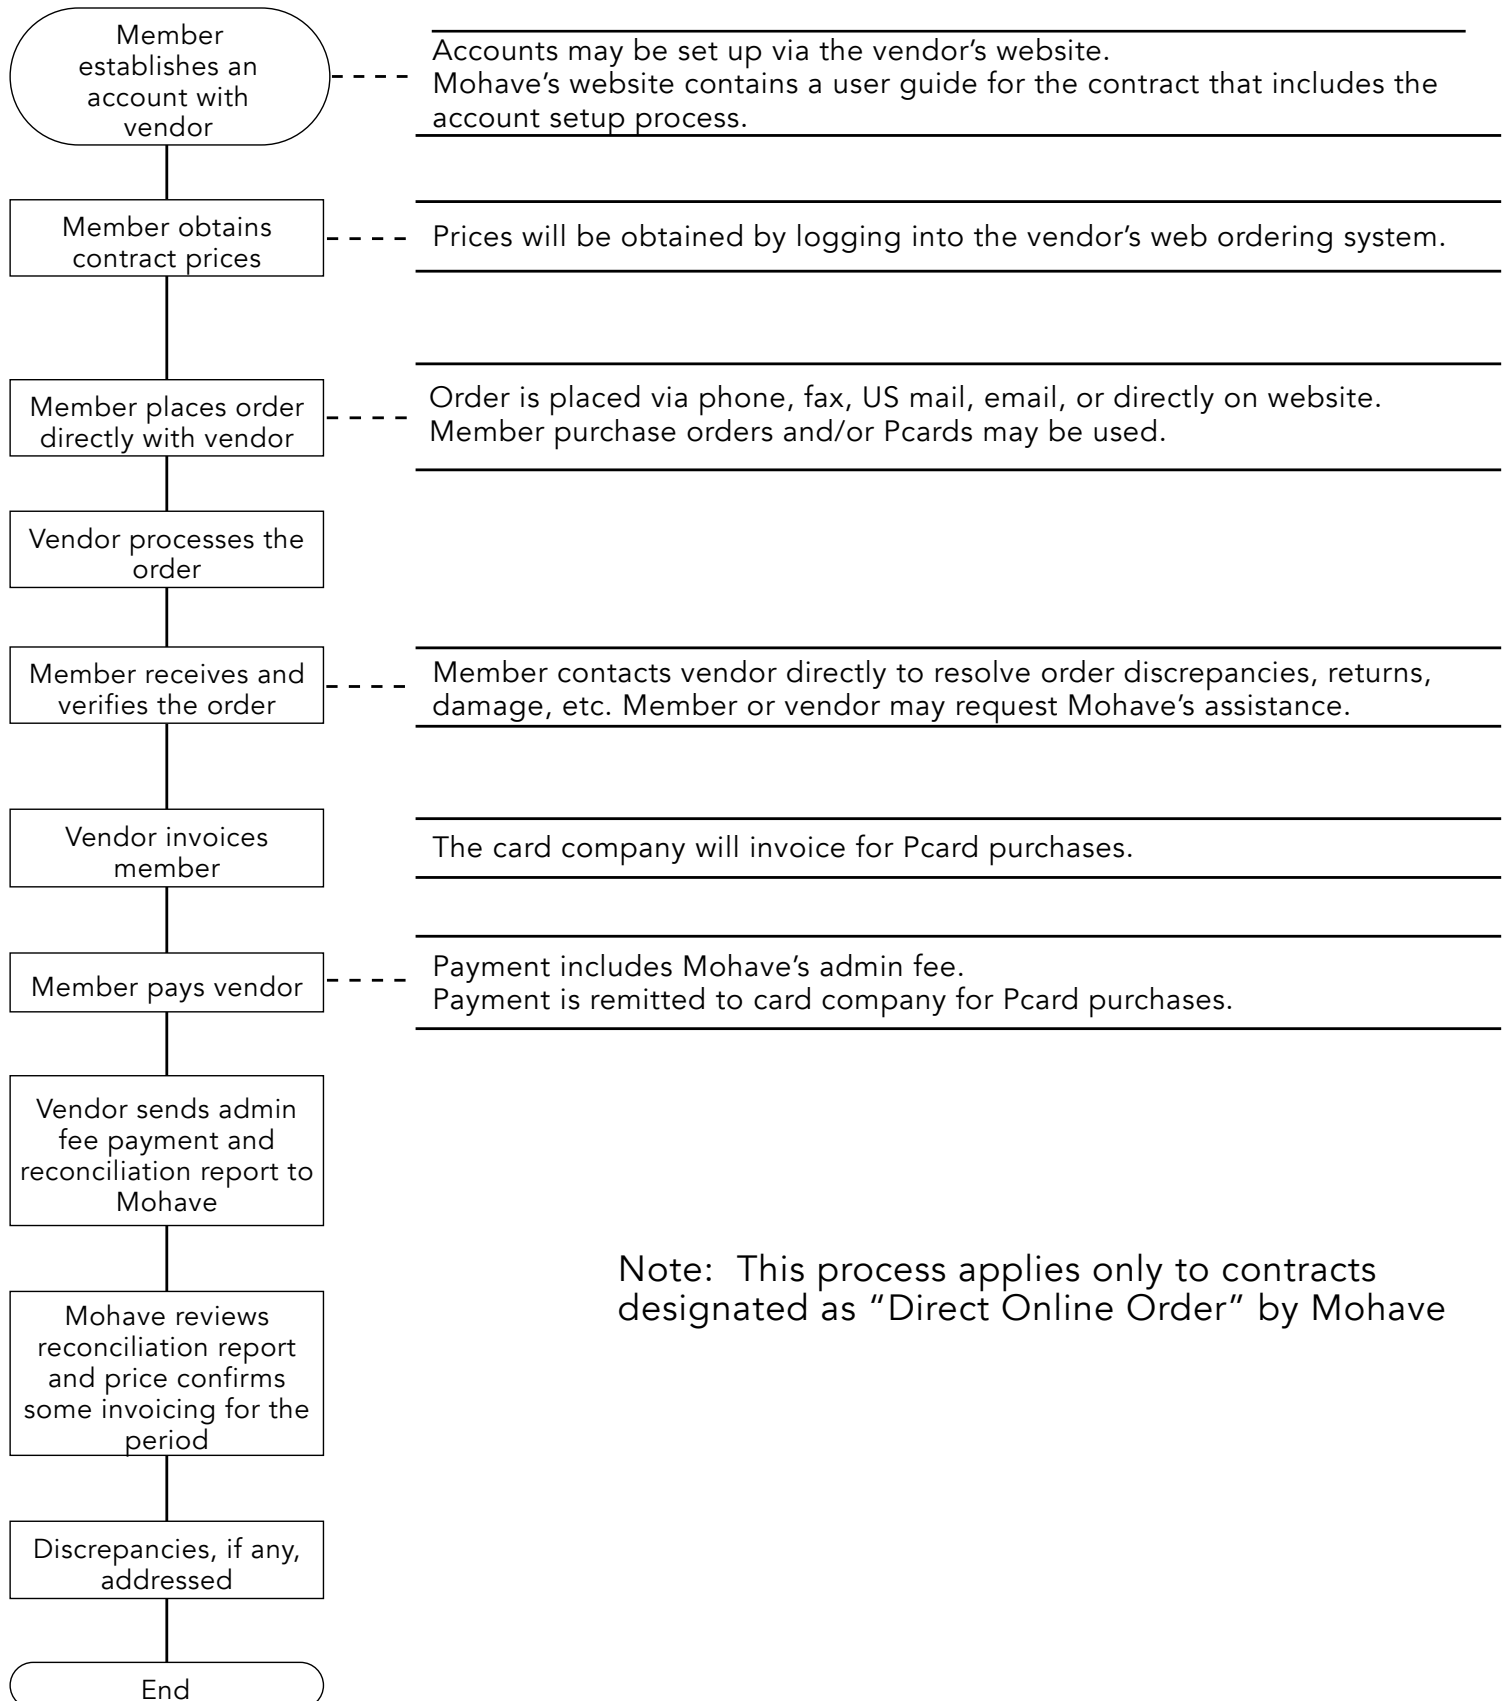 Member
establishes an
account with
vendor
Accounts may be set up via the vendor’s website.
Mohave’s website contains a user guide for the contract that includes the
account setup process.
Member obtains
contract prices
Prices will be obtained by logging into the vendor’s web ordering system.
Member places order
directly with vendor
Order is placed via phone, fax, US mail, email, or directly on website.
Member purchase orders and/or Pcards may be used.
Vendor processes the
order
Member receives and
verifies the order
Member contacts vendor directly to resolve order discrepancies, returns,
damage, etc. Member or vendor may request Mohave’s assistance.
Vendor invoices
member
The card company will invoice for Pcard purchases.
Member pays vendor
Payment includes Mohave’s admin fee.
Payment is remitted to card company for Pcard purchases.
Vendor sends admin
fee payment and
reconciliation report to
Mohave
Note:  This process applies only to contracts
designated as “Direct Online Order” by Mohave
Mohave reviews
reconciliation report
and price confirms
some invoicing for the
period
Discrepancies, if any,
addressed
End